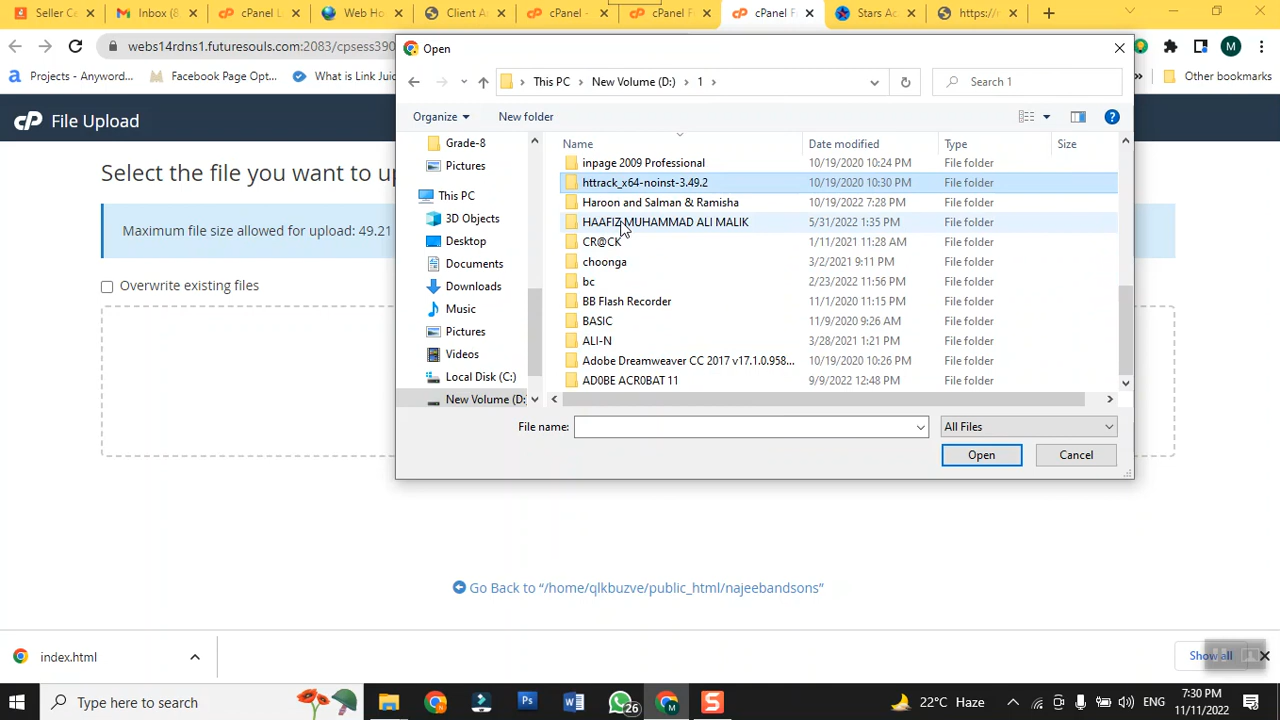 Seller Ce
Inbox (8
cPanel L
Web Ho
Client A
cPanel -
cPanel F
cPanel F
Stars Ac
https://r
webs14rdns1.futuresouls.com:2083/cpsess390
M
Projects - Anyword...
Facebook Page Opt...
What is Link Juic
Other bookmarks
cP File Upload
Select the file you want to up
Maximum file size allowed for upload: 49.21
Overwrite existing files
Open
This PC > New Volume (D:) > 1 >
Search 1
Organize
New folder
Name Date modified Type Size
Grade-8
Pictures
This PC
3D Objects
Desktop
Documents
Downloads
Music
Pictures
Videos
Local Disk (C:)
New Volume (D:
inpage 2009 Professional 10/19/2020 10:24 PM File folder
httrack_x64-noinst-3.49.2 10/19/2020 10:30 PM File folder
Haroon and Salman & Ramisha 10/19/2022 7:28 PM File folder
HAAFIZ MUHAMMAD ALI MALIK 5/31/2022 1:35 PM File folder
CR@CK 1/11/2021 11:28 AM File folder
choonga 3/2/2021 9:11 PM File folder
bc 2/23/2022 11:56 PM File folder
BB Flash Recorder 11/1/2020 11:15 PM File folder
BASIC 11/9/2020 9:26 AM File folder
ALI-N 3/28/2021 1:21 PM File folder
Adobe Dreamweaver CC 2017 v17.1.0.958... 10/19/2020 10:26 PM File folder
AD0BE ACR0BAT 11 9/9/2022 12:48 PM File folder
File name:
All Files
Open
Cancel
Go Back to “/home/qlkbuzve/public_html/najeebandsons”
index.html
Show all
Type here to search
Ps
W
26
M
S
22°C Haze
ENG
7:30 PM
11/11/2022